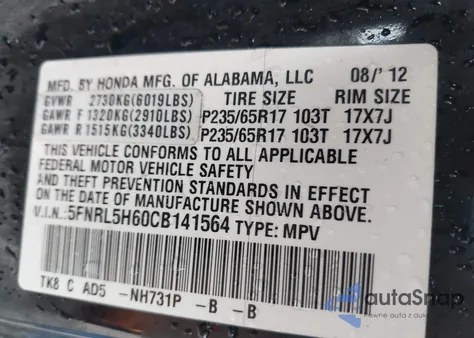 MFD. BY HONDA MFG. OF ALABAMA, LLC 08/'12
GVWR 2730KG(6019LBS) TIRE SIZE RIM SIZE
GAWR F 1320KG(2910LBS) P235/65R17 103T 17X7J
GAWR R 1515KG(3340LBS) P235/65R17 103T 17X7J
THIS VEHICLE CONFORMS TO ALL APPLICABLE
FEDERAL MOTOR VEHICLE SAFETY
AND THEFT PREVENTION STANDARDS IN EFFECT
ON THE DATE OF MANUFACTURE SHOWN ABOVE.
V.I.N.:5FNRL5H60CB141564 TYPE: MPV
TK8 C AD5 -NH731P -B -B
autoSnap
Pewne auto z USA